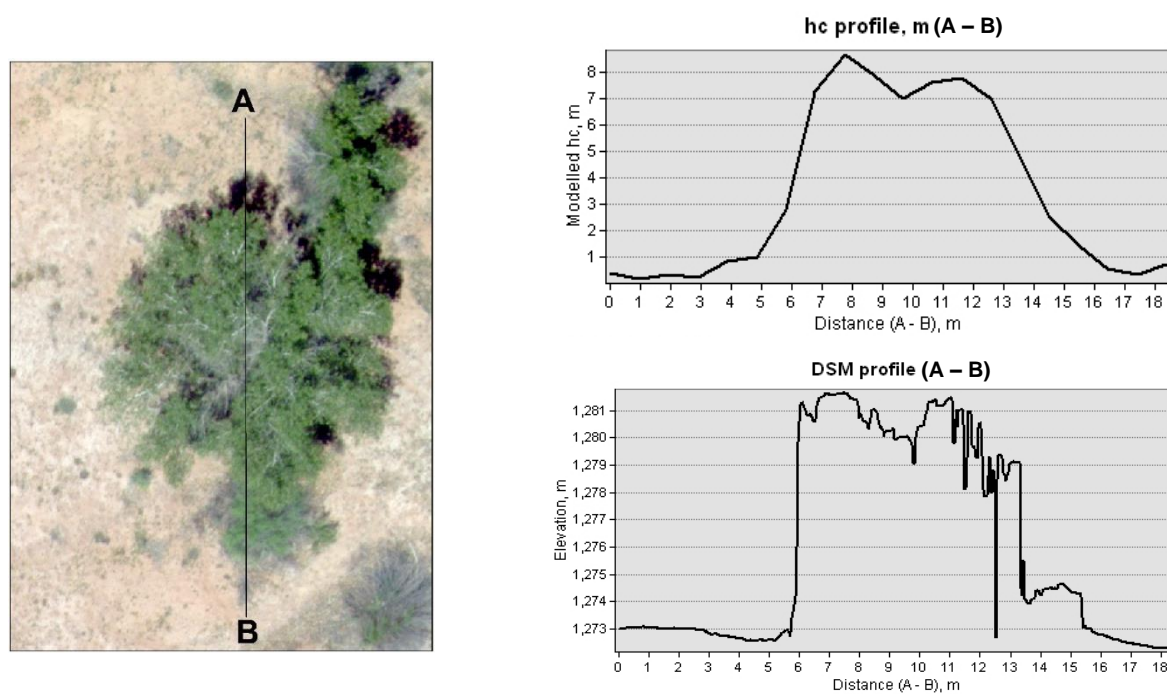 A
B
hc profile, m (A – B)
Modelled hc, m
8
7
6
5
4
3
2
1
0 1 2 3 4 5 6 7 8 9 10 11 12 13 14 15 16 17 18
Distance (A - B), m
DSM profile (A – B)
Elevation, m
1,281
1,280
1,279
1,278
1,277
1,276
1,275
1,274
1,273
0 1 2 3 4 5 6 7 8 9 10 11 12 13 14 15 16 17 18
Distance (A - B), m